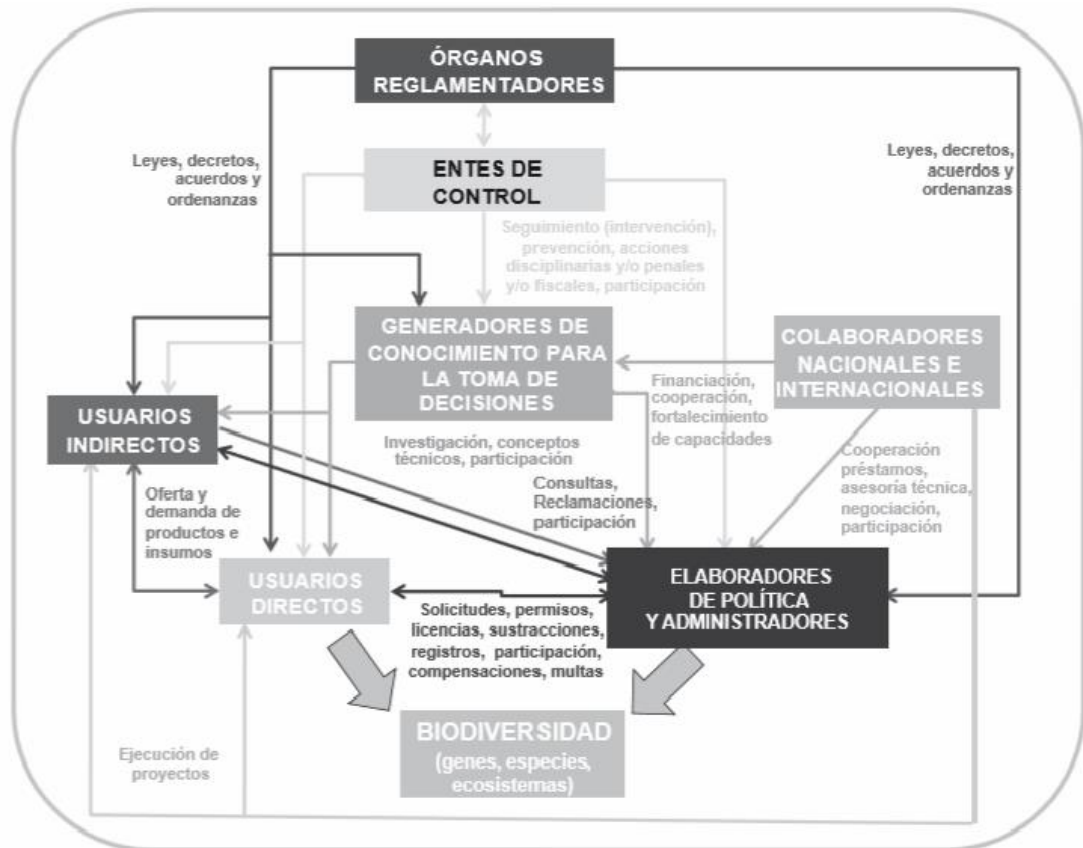 ÓRGANOS
REGLAMENTADORES
Leyes, decretos,
acuerdos y
ordenanzas
Leyes, decretos,
acuerdos y
ordenanzas
ENTES DE
CONTROL
Seguimiento (intervención),
prevención, acciones
disciplinarias y/o penales
y/o fiscales, participación
GENERADORES DE
CONOCIMIENTO PARA
LA TOMA DE
DECISIONES
COLABORADORES
NACIONALES E
INTERNACIONALES
Financiación,
cooperación,
fortalecimiento
de capacidades
USUARIOS
INDIRECTOS
Investigación, conceptos
técnicos, participación
Cooperación
préstamos,
asesoría técnica,
negociación,
participación
Consultas,
Reclamaciones,
participación
Oferta y
demanda de
productos e
insumos
USUARIOS
DIRECTOS
ELABORADORES
DE POLÍTICA
Y ADMINISTRADORES
Solicitudes, permisos,
licencias, sustracciones,
registros, participación,
compensaciones, multas
BIODIVERSIDAD
(genes, especies,
ecosistemas)
Ejecución de
proyectos